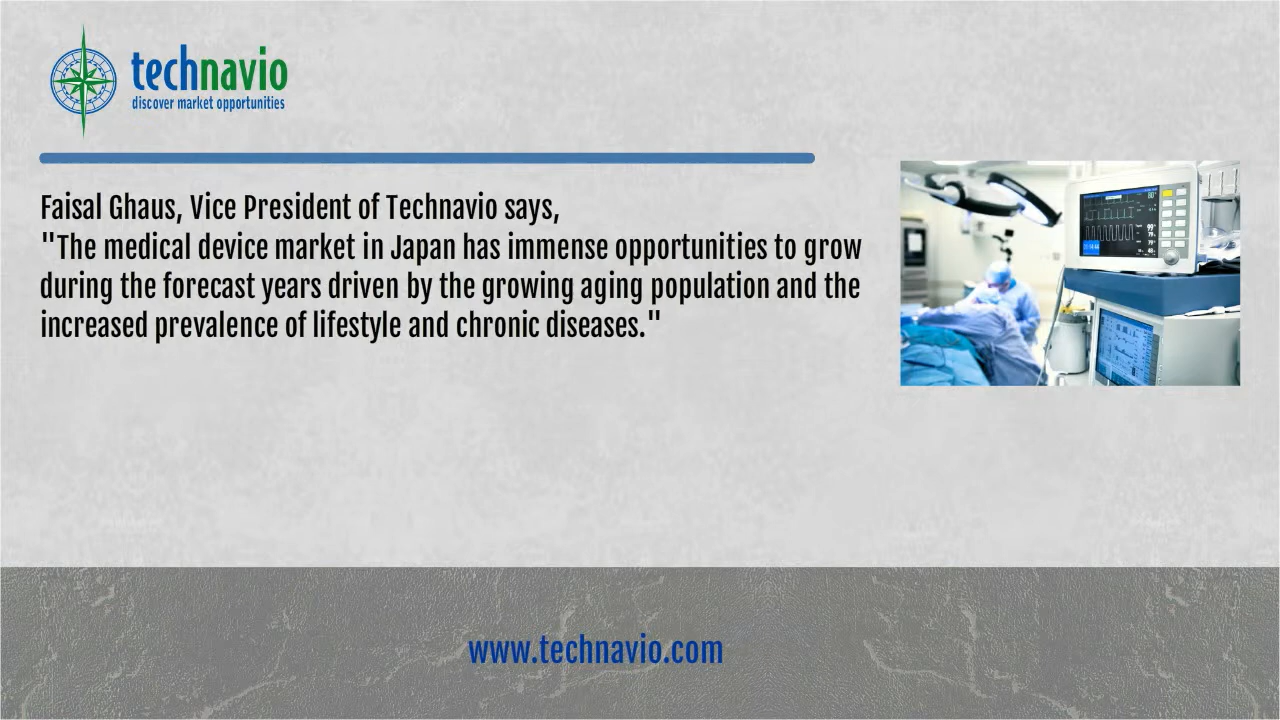 technavio
discover market opportunities
Faisal Ghaus, Vice President of Technavio says,
"The medical device market in Japan has immense opportunities to grow
during the forecast years driven by the growing aging population and the
increased prevalence of lifestyle and chronic diseases."
www.technavio.com